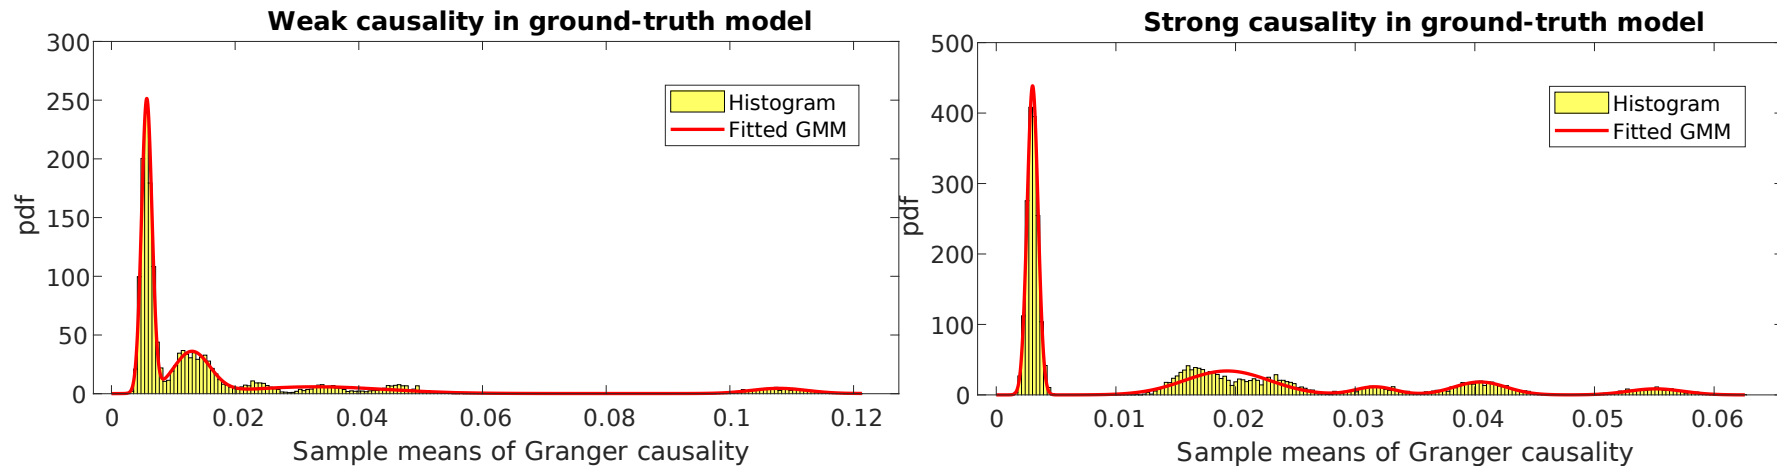 Weak causality in ground-truth model
300
250
200
150
100
50
0
pdf
Histogram
Fitted GMM
0 0.02 0.04 0.06 0.08 0.1 0.12
Sample means of Granger causality
Strong causality in ground-truth model
500
400
300
200
100
0
pdf
Histogram
Fitted GMM
0 0.01 0.02 0.03 0.04 0.05 0.06
Sample means of Granger causality